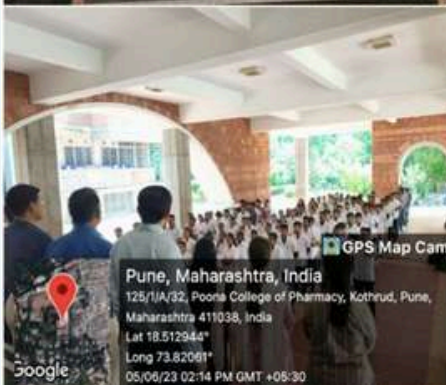 GPS Map Cam
Pune, Maharashtra, India
125/1/A/32, Poona College of Pharmacy, Kothrud, Pune,
Maharashtra 411038, India
Lat 18.512944°
Long 73.82061°
05/06/23 02:14 PM GMT +05:30
Google